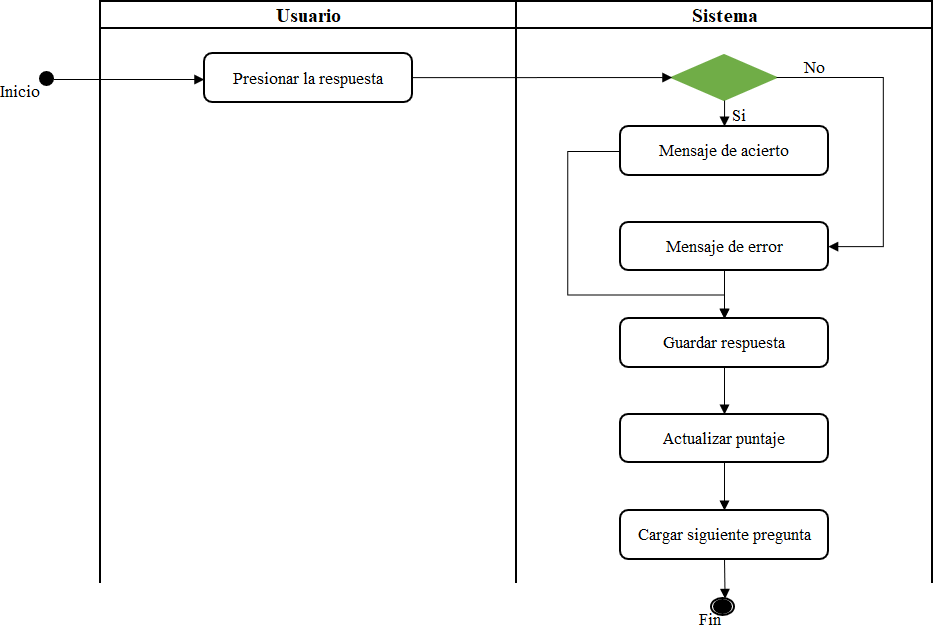 Usuario
Sistema
Inicio
Presionar la respuesta
No
Si
Mensaje de acierto
Mensaje de error
Guardar respuesta
Actualizar puntaje
Cargar siguiente pregunta
Fin